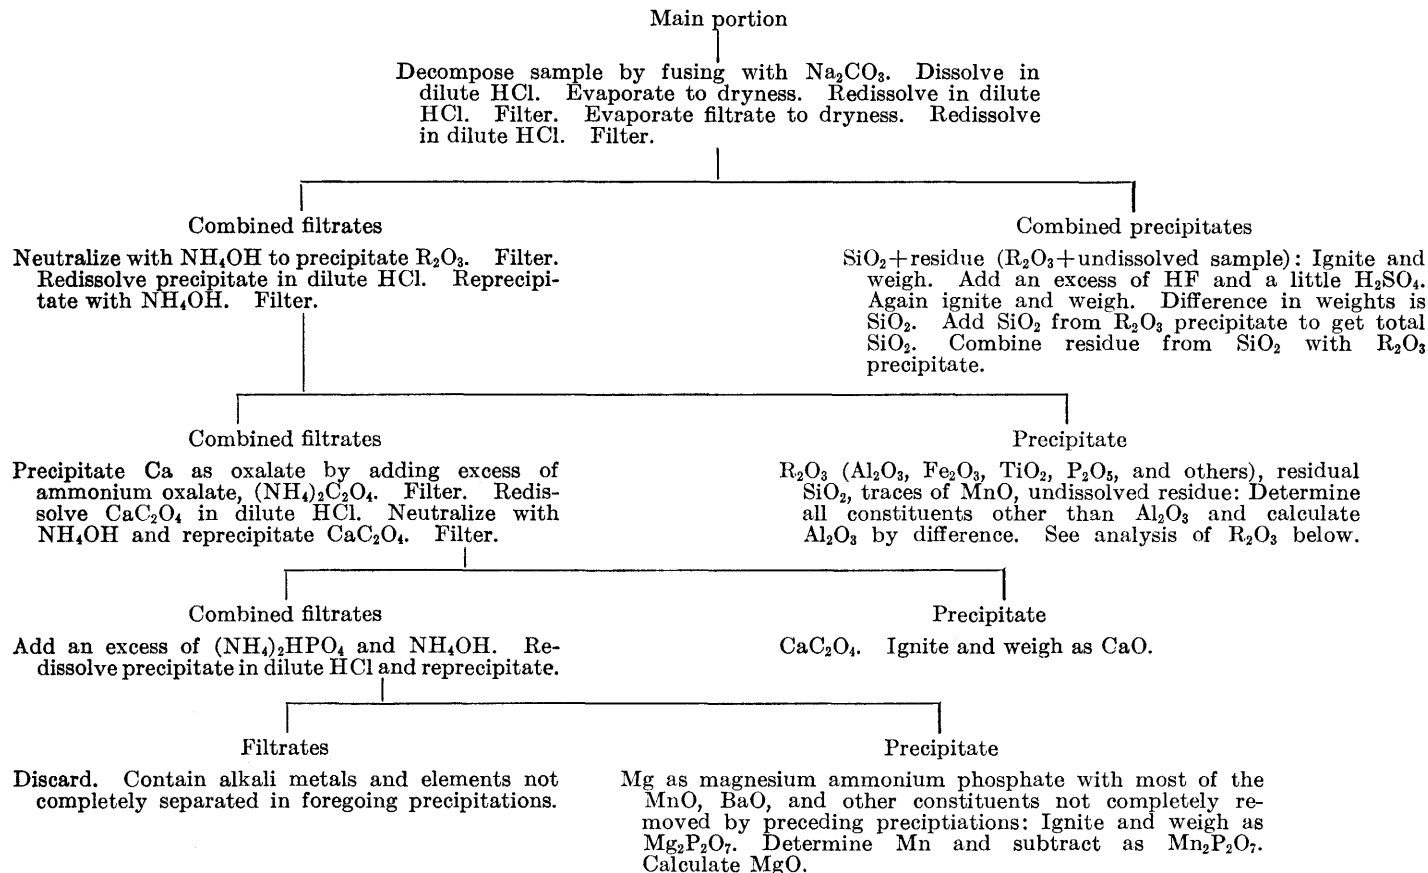 Main portion
Decompose sample by fusing with Na₂CO₃. Dissolve in
dilute HCl. Evaporate to dryness. Redissolve in dilute
HCl. Filter. Evaporate filtrate to dryness. Redissolve
in dilute HCl. Filter.
Combined filtrates
Neutralize with NH₄OH to precipitate R₂O₃. Filter.
Redissolve precipitate in dilute HCl. Reprecipi-
tate with NH₄OH. Filter.
Combined precipitates
SiO₂+residue (R₂O₃+undissolved sample): Ignite and
weigh. Add an excess of HF and a little H₂SO₄.
Again ignite and weigh. Difference in weights is
SiO₂. Add SiO₂ from R₂O₃ precipitate to get total
SiO₂. Combine residue from SiO₂ with R₂O₃
precipitate.
Combined filtrates
Precipitate Ca as oxalate by adding excess of
ammonium oxalate, (NH₄)₂C₂O₄. Filter. Redis-
solve CaC₂O₄ in dilute HCl. Neutralize with
NH₄OH and reprecipitate CaC₂O₄. Filter.
Precipitate
R₂O₃ (Al₂O₃, Fe₂O₃, TiO₂, P₂O₅, and others), residual
SiO₂, traces of MnO, undissolved residue: Determine
all constituents other than Al₂O₃ and calculate
Al₂O₃ by difference. See analysis of R₂O₃ below.
Combined filtrates
Add an excess of (NH₄)₂HPO₄ and NH₄OH. Re-
dissolve precipitate in dilute HCl and reprecipitate.
Precipitate
CaC₂O₄. Ignite and weigh as CaO.
Filtrates
Discard. Contain alkali metals and elements not
completely separated in foregoing precipitations.
Precipitate
Mg as magnesium ammonium phosphate with most of the
MnO, BaO, and other constituents not completely re-
moved by preceding preciptiations: Ignite and weigh as
Mg₂P₂O₇. Determine Mn and subtract as Mn₂P₂O₇.
Calculate MgO.